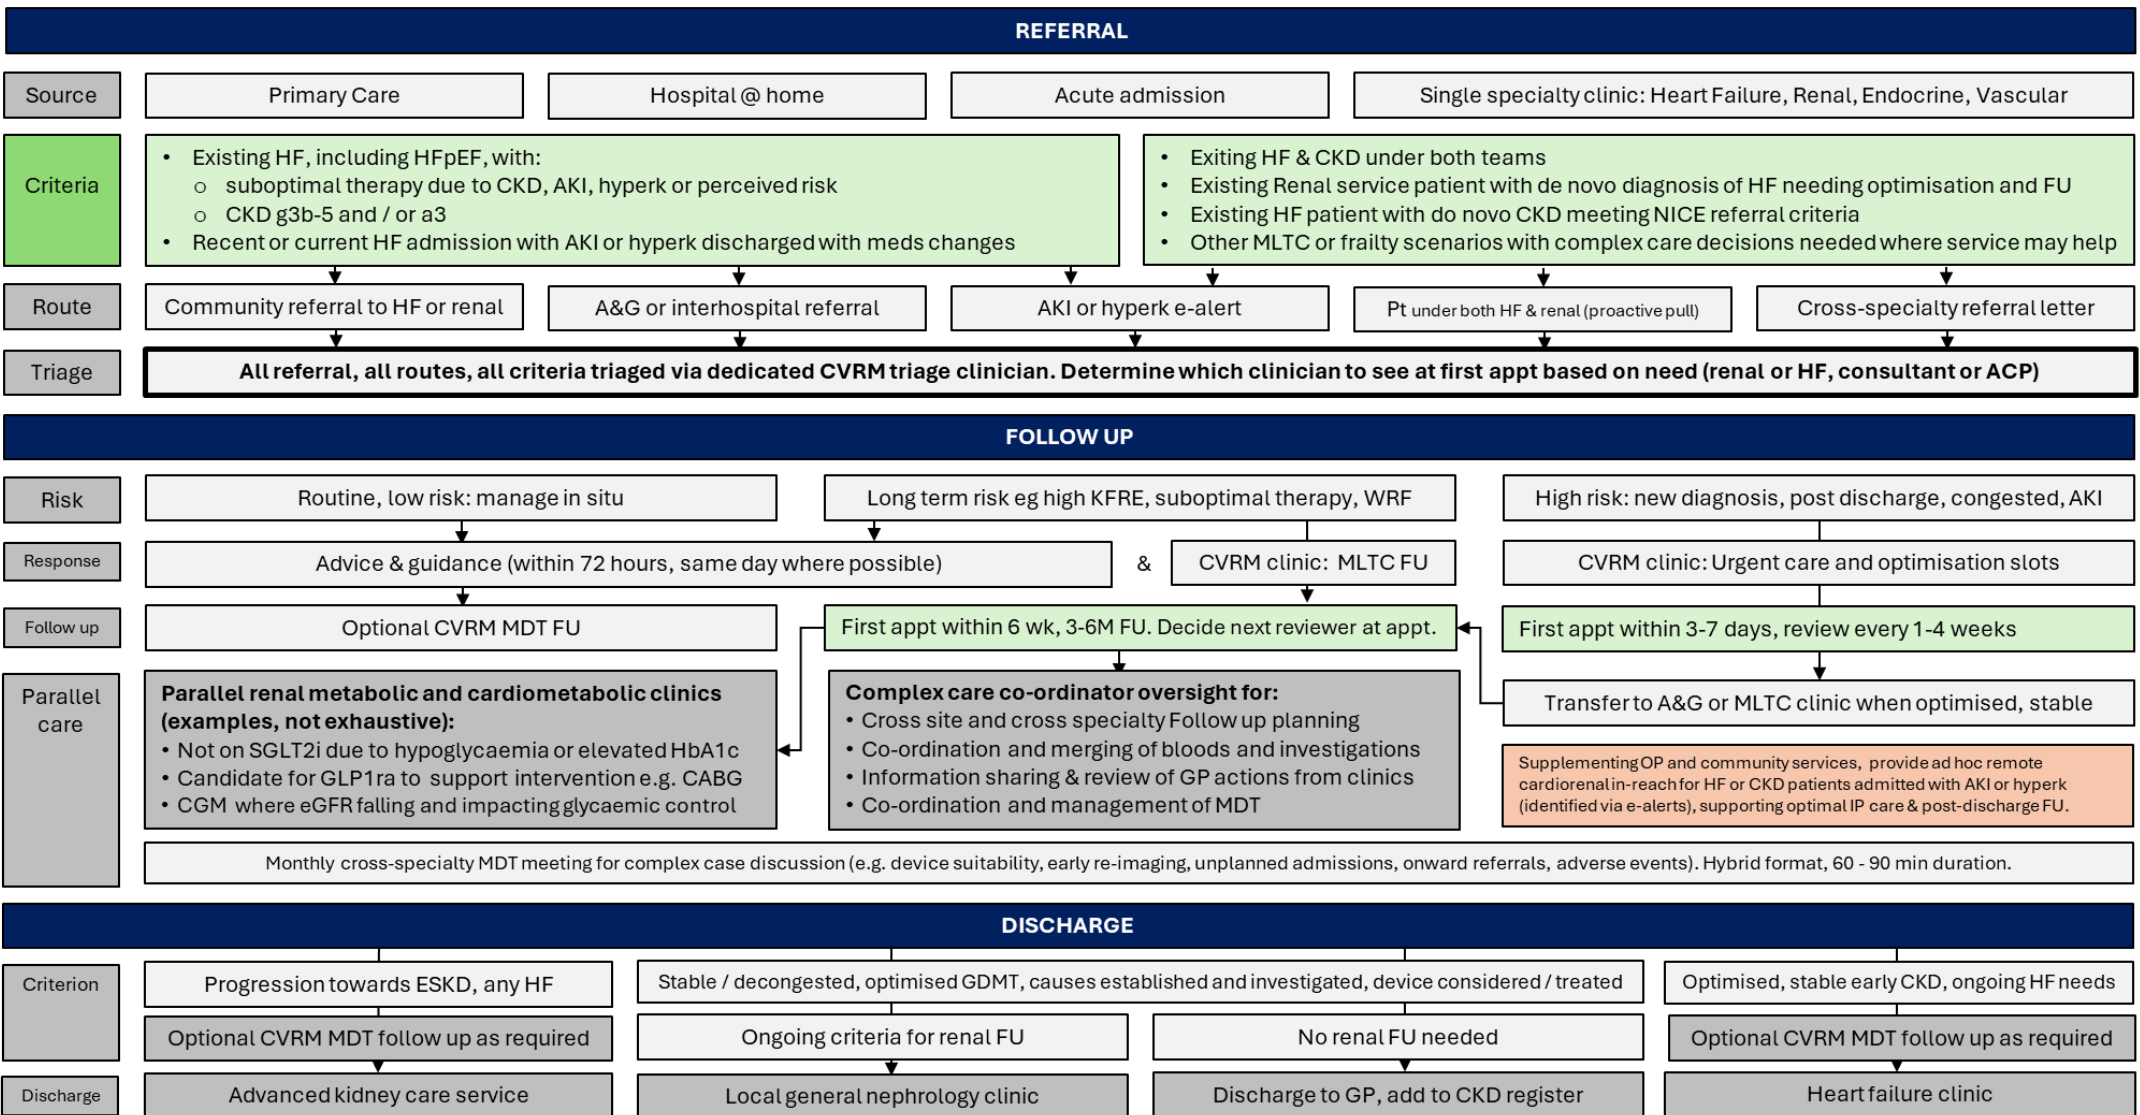 REFERRAL
Source
Primary Care
Hospital @ home
Acute admission
Single specialty clinic: Heart Failure, Renal, Endocrine, Vascular
Criteria
• Existing HF, including HFpEF, with:
o suboptimal therapy due to CKD, AKI, hyperk or perceived risk
o CKD g3b-5 and / or a3
• Recent or current HF admission with AKI or hyperk discharged with meds changes
• Exiting HF & CKD under both teams
• Existing Renal service patient with de novo diagnosis of HF needing optimisation and FU
• Existing HF patient with do novo CKD meeting NICE referral criteria
• Other MLTC or frailty scenarios with complex care decisions needed where service may help
Route
Community referral to HF or renal
A&G or interhospital referral
AKI or hyperk e-alert
Pt under both HF & renal (proactive pull)
Cross-specialty referral letter
Triage
All referral, all routes, all criteria triaged via dedicated CVRM triage clinician. Determine which clinician to see at first appt based on need (renal or HF, consultant or ACP)
FOLLOW UP
Risk
Routine, low risk: manage in situ
Long term risk eg high KFRE, suboptimal therapy, WRF
High risk: new diagnosis, post discharge, congested, AKI
Response
Advice & guidance (within 72 hours, same day where possible)
&
CVRM clinic: MLTC FU
CVRM clinic: Urgent care and optimisation slots
Follow up
Optional CVRM MDT FU
First appt within 6 wk, 3-6M FU. Decide next reviewer at appt.
First appt within 3-7 days, review every 1-4 weeks
Parallel
care
Parallel renal metabolic and cardiometabolic clinics
(examples, not exhaustive):
• Not on SGLT2i due to hypoglycaemia or elevated HbA1c
• Candidate for GLP1ra to support intervention e.g. CABG
• CGM where eGFR falling and impacting glycaemic control
Complex care co-ordinator oversight for:
• Cross site and cross specialty Follow up planning
• Co-ordination and merging of bloods and investigations
• Information sharing & review of GP actions from clinics
• Co-ordination and management of MDT
Transfer to A&G or MLTC clinic when optimised, stable
Supplementing OP and community services, provide ad hoc remote
cardiorenal in-reach for HF or CKD patients admitted with AKI or hyperk
(identified via e-alerts), supporting optimal IP care & post-discharge FU.
Monthly cross-specialty MDT meeting for complex case discussion (e.g. device suitability, early re-imaging, unplanned admissions, onward referrals, adverse events). Hybrid format, 60 - 90 min duration.
DISCHARGE
Criterion
Progression towards ESKD, any HF
Stable / decongested, optimised GDMT, causes established and investigated, device considered / treated
Optimised, stable early CKD, ongoing HF needs
Optional CVRM MDT follow up as required
Ongoing criteria for renal FU
No renal FU needed
Optional CVRM MDT follow up as required
Discharge
Advanced kidney care service
Local general nephrology clinic
Discharge to GP, add to CKD register
Heart failure clinic